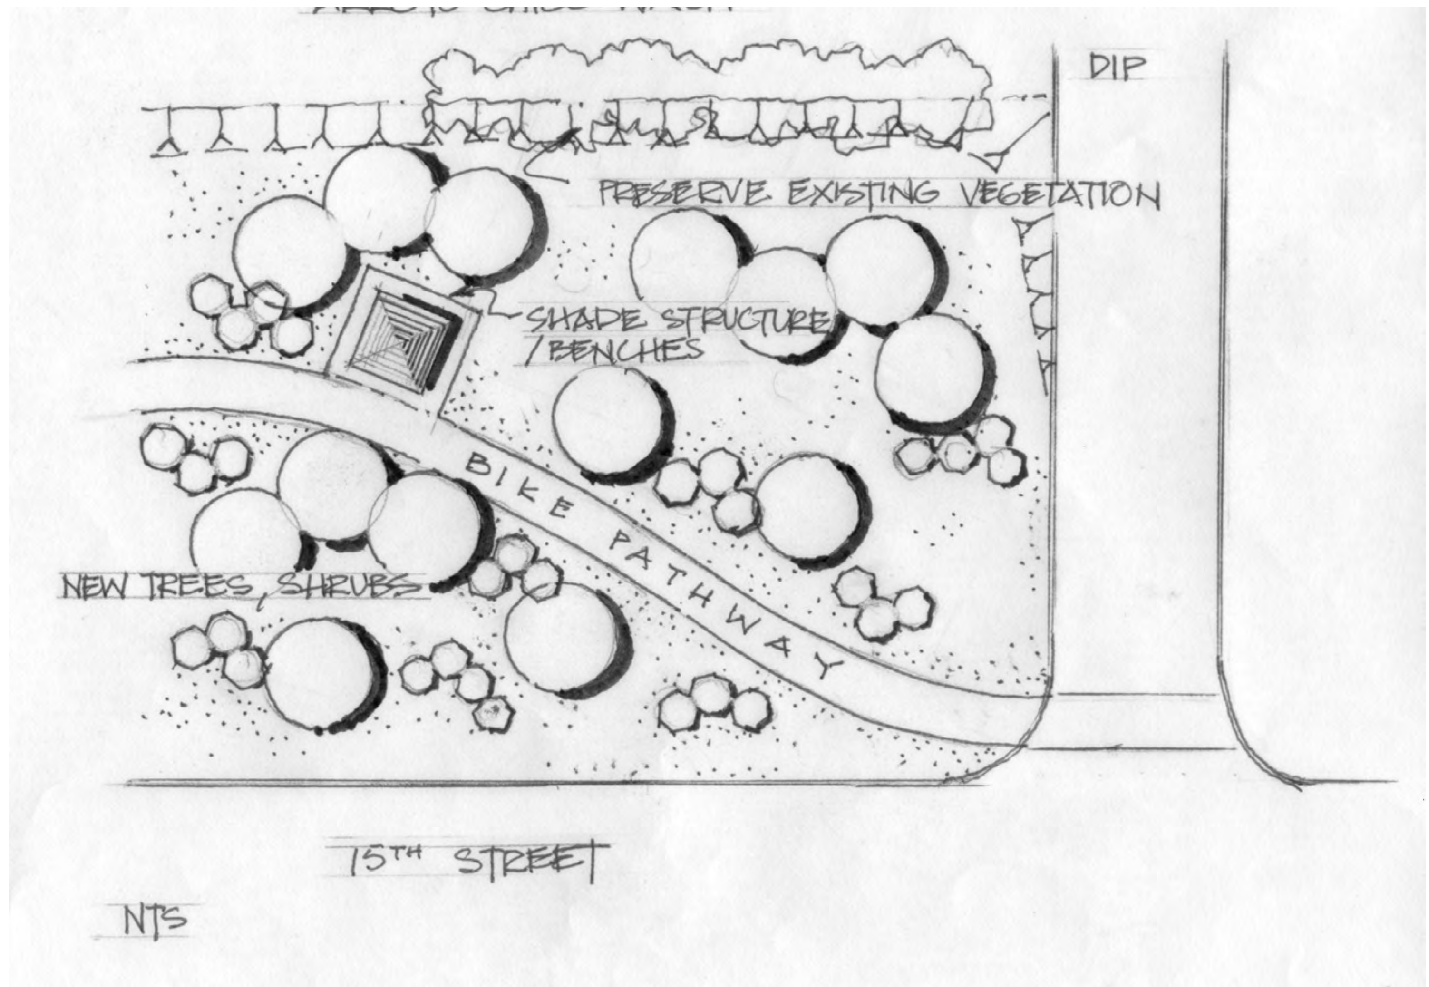 DIP
PRESERVE EXISTING VEGETATION
SHADE STRUCTURE
/BENCHES
BIKE PATHWAY
NEW TREES, SHRUBS
15TH STREET
NTS